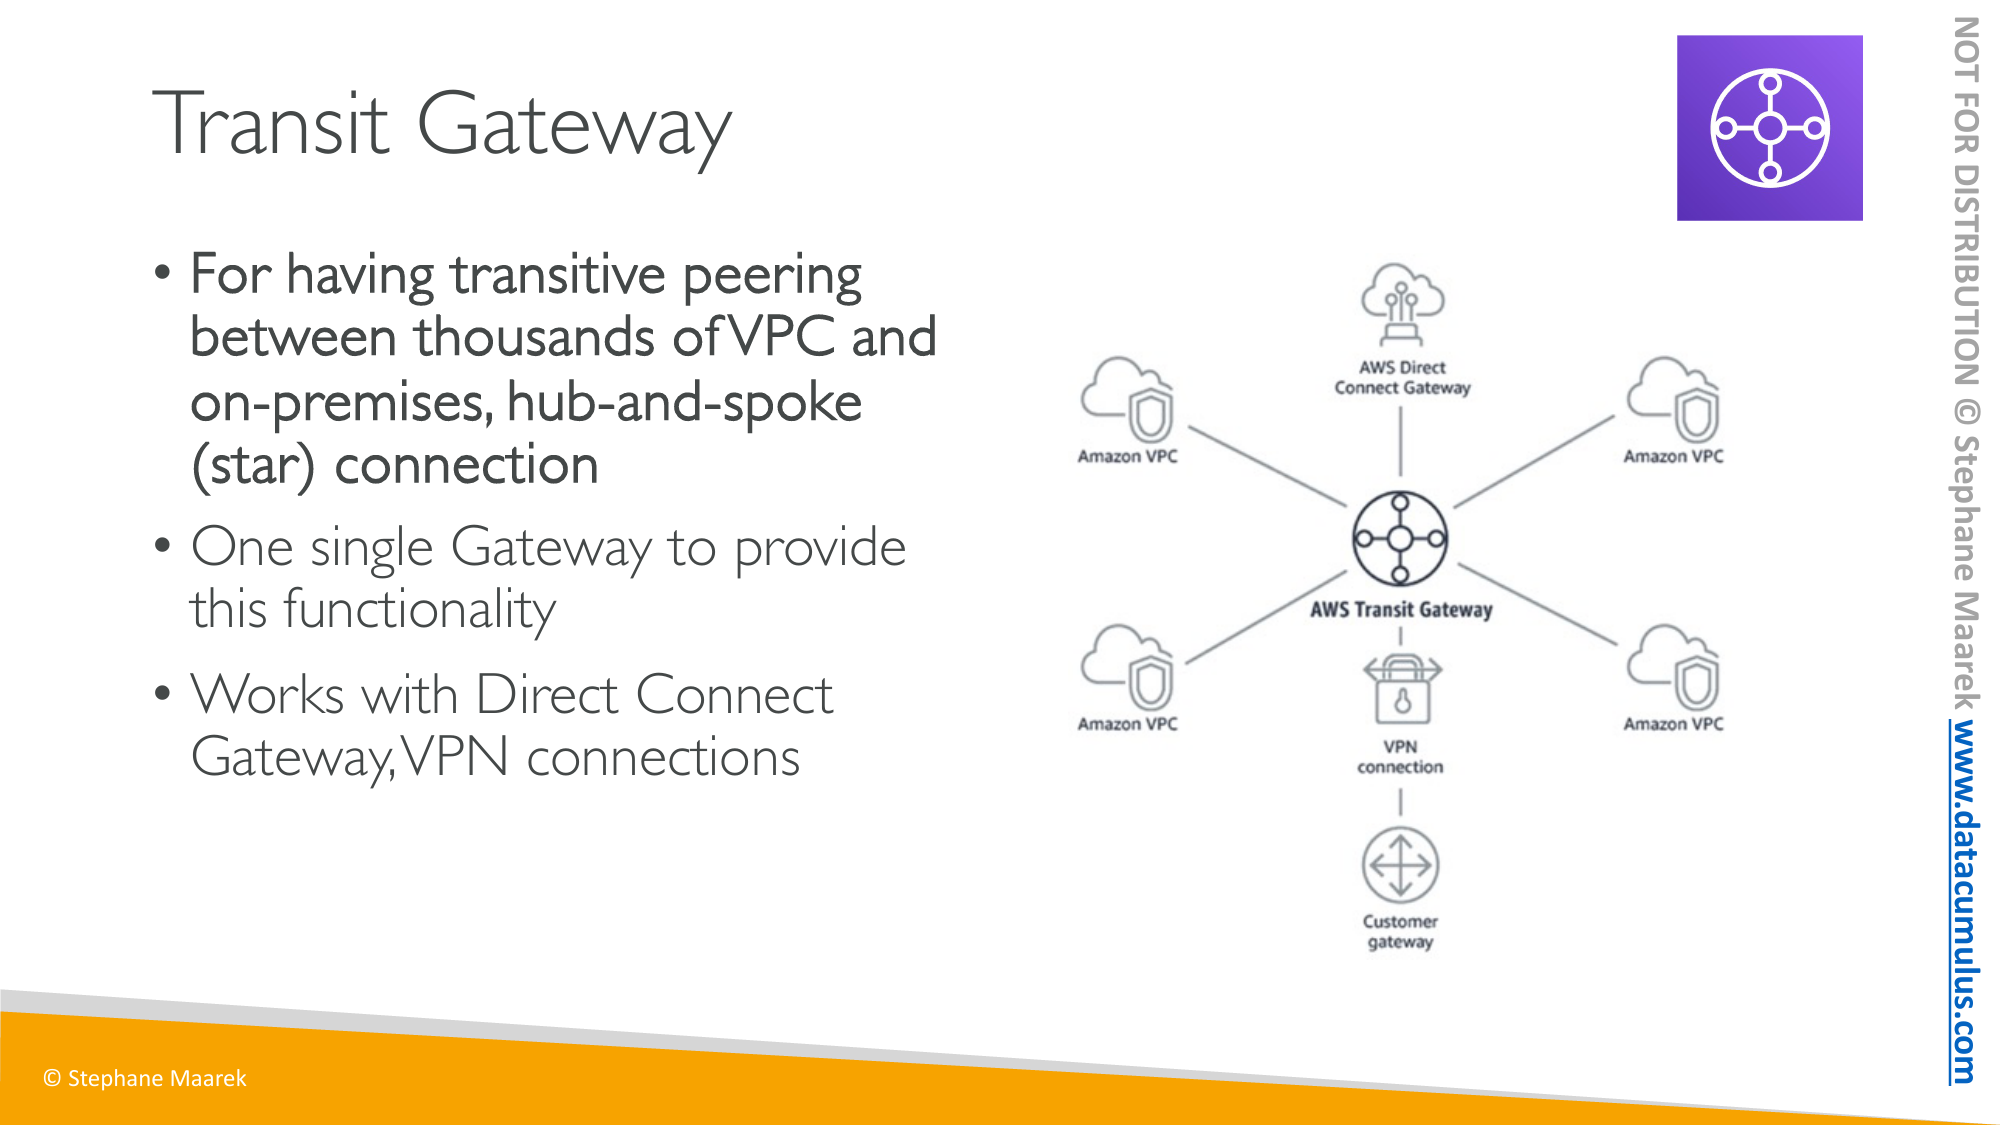 Transit Gateway
• For having transitive peering
between thousands of VPC and
on-premises, hub-and-spoke
(star) connection
• One single Gateway to provide
this functionality
• Works with Direct Connect
Gateway, VPN connections
AWS Direct
Connect Gateway
Amazon VPC
Amazon VPC
AWS Transit Gateway
Amazon VPC
Amazon VPC
VPN
connection
Customer
gateway
© Stephane Maarek
NOT FOR DISTRIBUTION © Stephane Maarek www.datacumulus.com